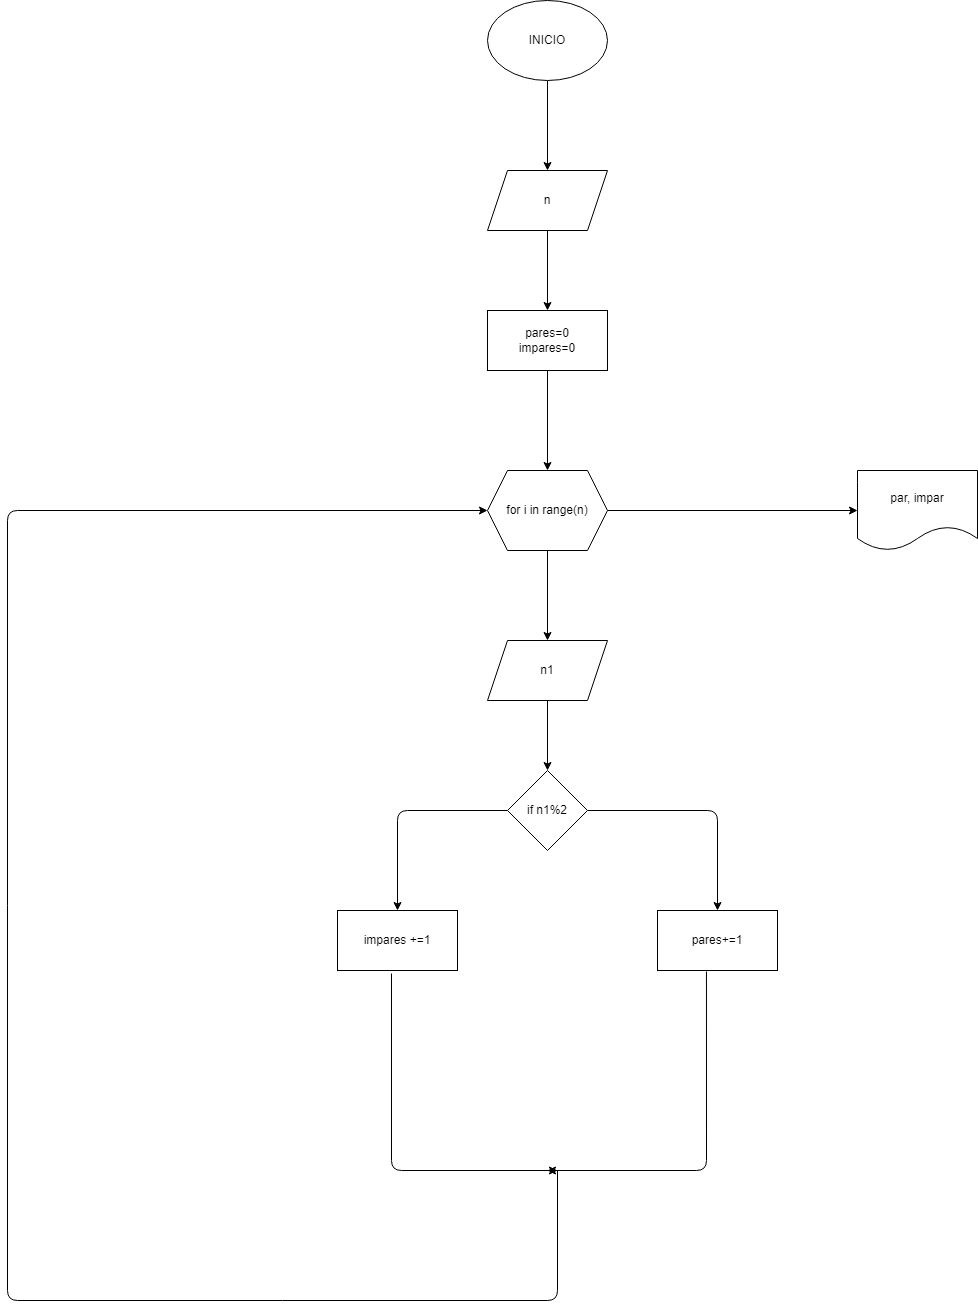 INICIO
n
pares=0
impares=0
for i in range(n)
par, impar
n1
if n1%2
impares +=1
pares+=1